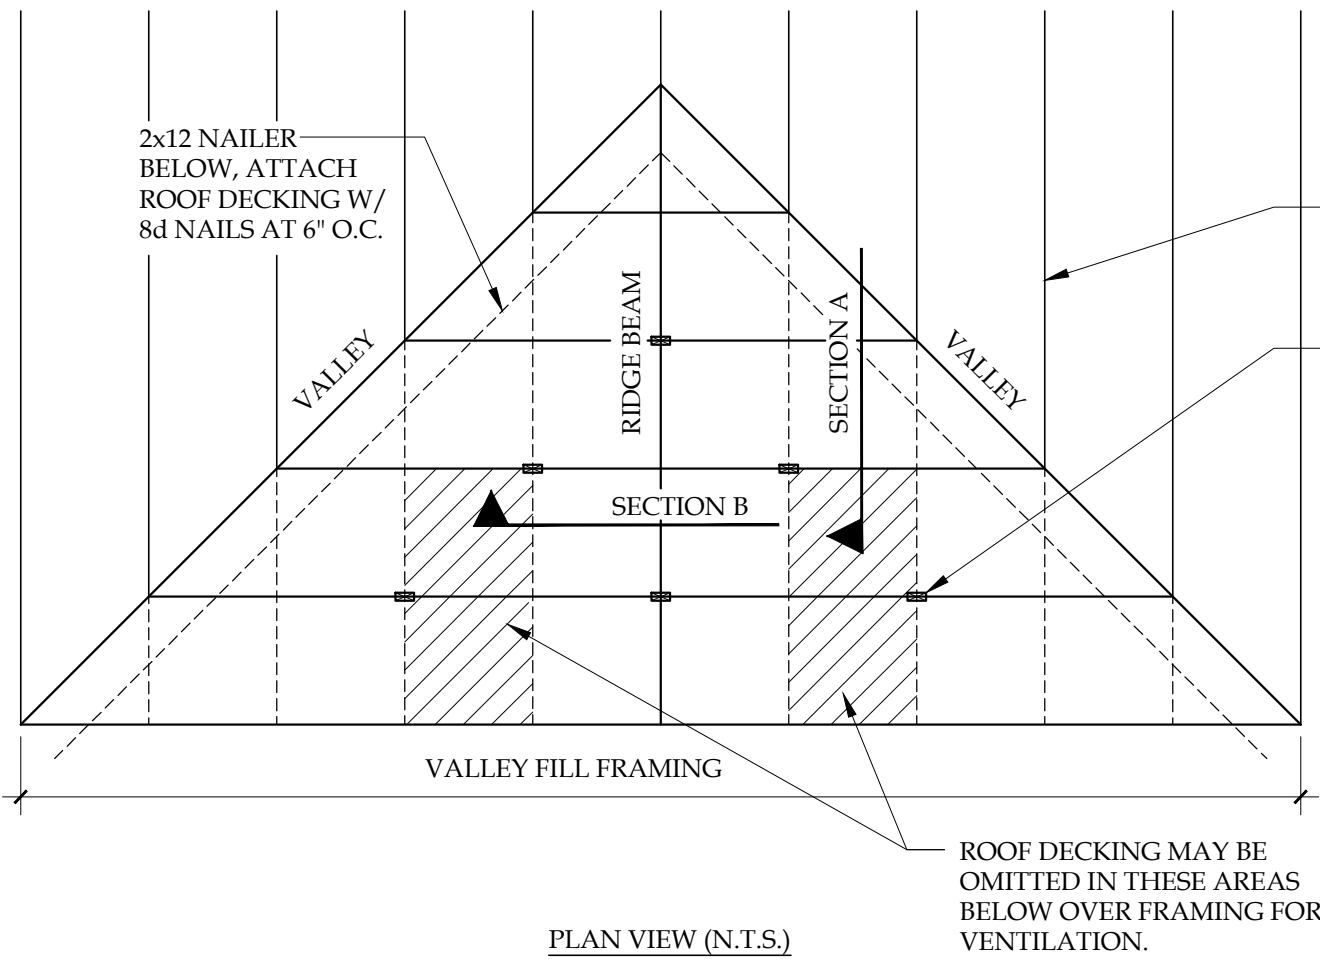 2x12 NAILER
BELOW, ATTACH
ROOF DECKING W/
8d NAILS AT 6" O.C.
VALLEY
RIDGE BEAM
SECTION A
VALLEY
SECTION B
VALLEY FILL FRAMING
ROOF DECKING MAY BE
OMITTED IN THESE AREAS
BELOW OVER FRAMING FOR
VENTILATION.
PLAN VIEW (N.T.S.)